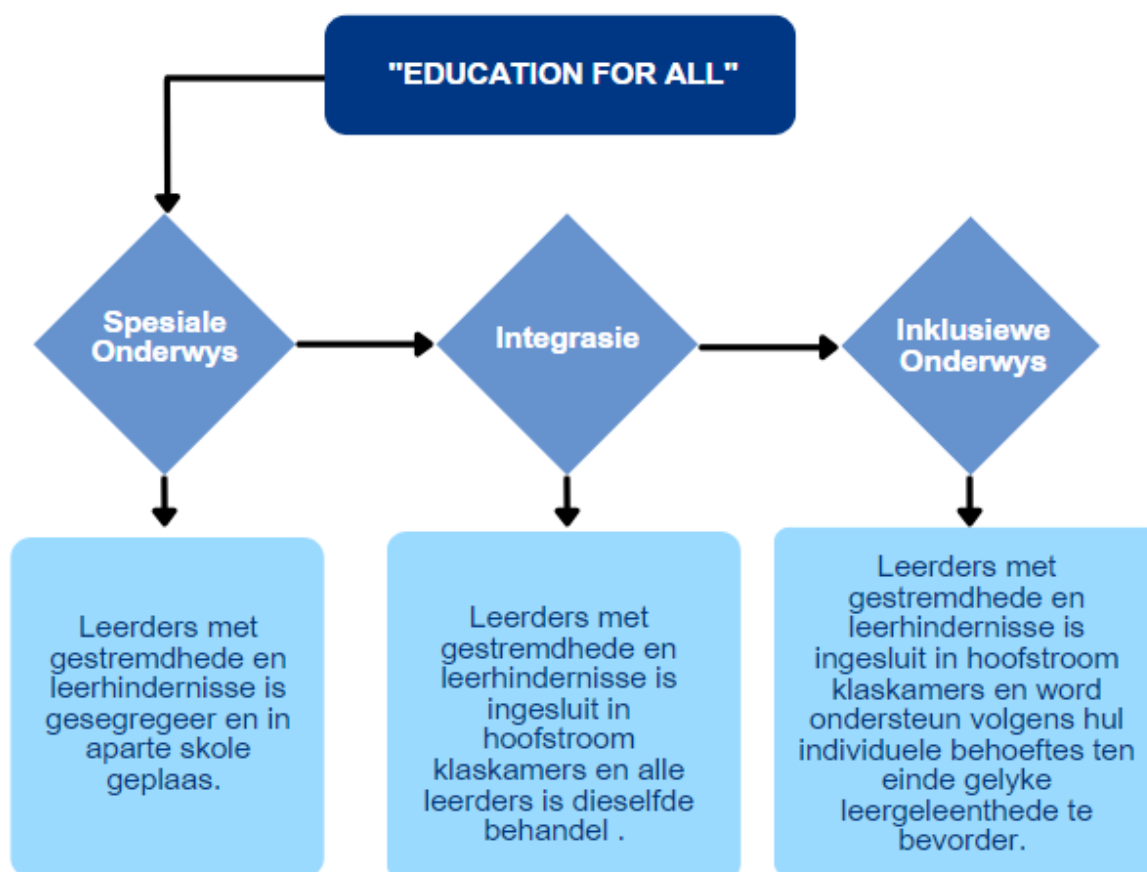 "EDUCATION FOR ALL"
Spesiale
Onderwys
Integrasie
Inklusiewe
Onderwys
Leerders met
gestremdhede en
leerhindernisse is
gesegregeer en in
aparte skole
geplaas.
Leerders met
gestremdhede en
leerhindernisse is
ingesluit in
hoofstroom
klaskamers en alle
leerders is dieselfde
behandel .
Leerders met
gestremdhede en
leerhindernisse is
ingesluit in hoofstroom
klaskamers en word
ondersteun volgens hul
individuele behoeftes ten
einde gelyke
leergeleenthede te
bevorder.